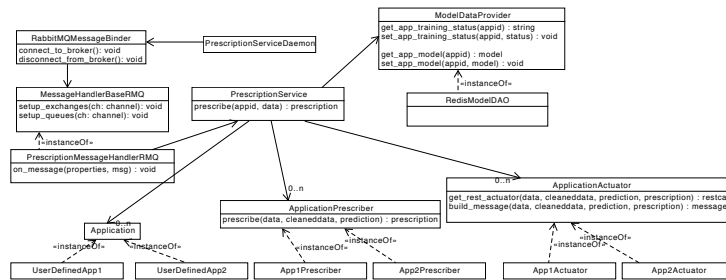 ModelDataProvider
get_app_training_status(appid) : string
set_app_training_status(appid, status) : void
get_app_model(appid) : model
set_app_model(appid, model) : void
RabbitMQMessageBinder
connect_to_broker(): void
disconnect_from_broker(): void
PrescriptionServiceDaemon
«instanceOf»
MessageHandlerBaseRMQ
setup_exchanges(ch: channel): void
setup_queues(ch: channel): void
PrescriptionService
prescribe(appid, data) : prescription
RedisModelDAO
«instanceOf»
PrescriptionMessageHandlerRMQ
on_message(properties, msg) : void
0..n
ApplicationActuator
get_rest_actuator(data, cleaneddata, prediction, prescription) : restca
build_message(data, cleaneddata, prediction, prescription) : message
0..n
ApplicationPrescriber
prescribe(data, cleaneddata, prediction) : prescription
0..n
Application
«instanceOf»
«instanceOf»
«instanceOf»
«instanceOf»
«instanceOf»
«instanceOf»
UserDefinedApp1
UserDefinedApp2
App1Prescriber
App2Prescriber
App1Actuator
App2Actuator